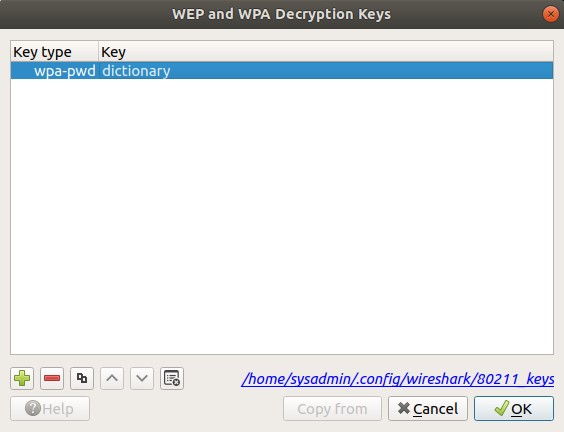 WEP and WPA Decryption Keys
Key type Key
wpa-pwd dictionary
/home/sysadmin/.config/wireshark/80211_keys
Help Copy from Cancel OK